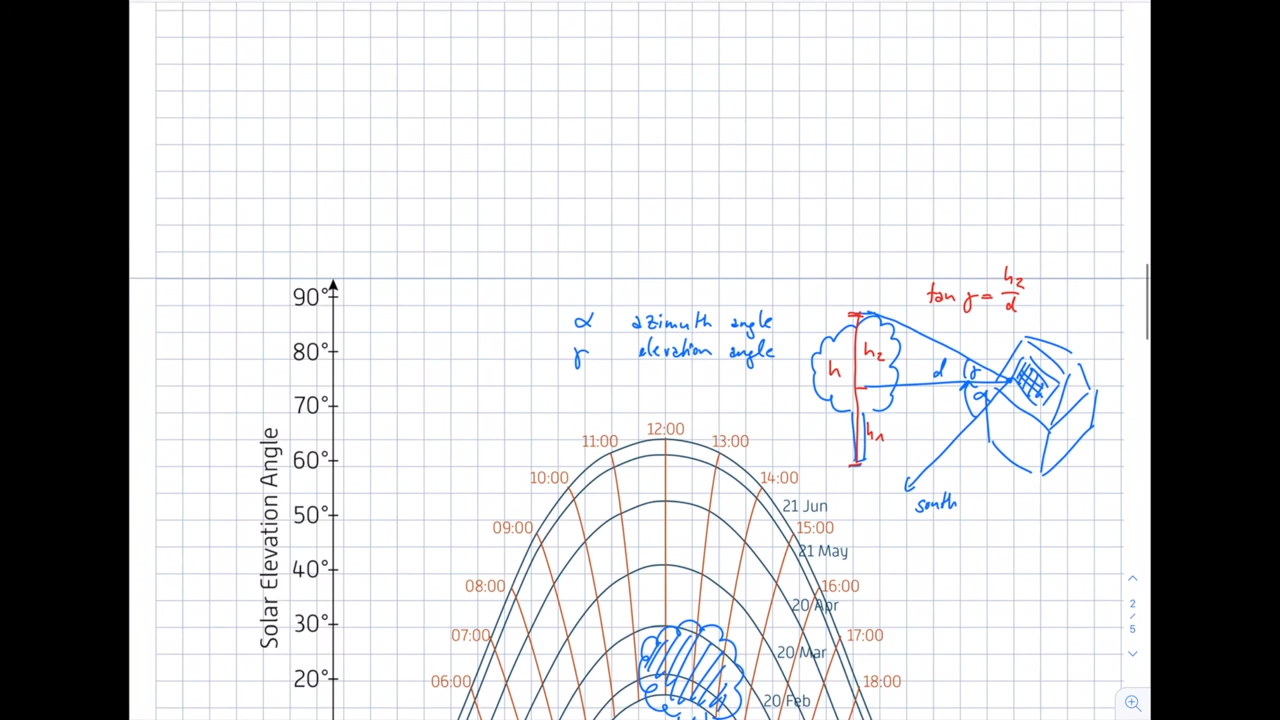 tan γ = h2/d
90°
α azimuth angle
γ elevation angle
80°
h2
h
d
γ
α
70°
h1
60°
12:00
11:00
13:00
10:00
14:00
south
50°
21 Jun
09:00
15:00
21 May
40°
08:00
16:00
20 Apr
30°
07:00
17:00
20 Mar
20°
06:00
18:00
20 Feb
Solar Elevation Angle
2
/
5